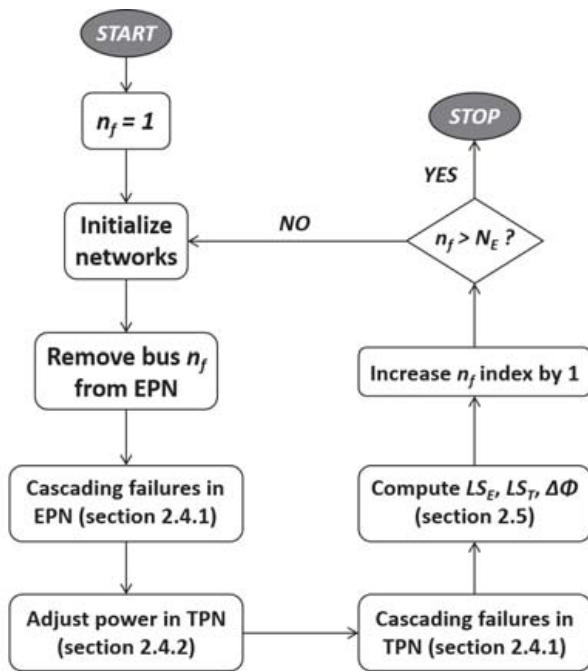 START
n_f = 1
Initialize
networks
Remove bus n_f
from EPN
Cascading failures in
EPN (section 2.4.1)
Adjust power in TPN
(section 2.4.2)
Cascading failures in
TPN (section 2.4.1)
Compute LS_E, LS_T, ΔΦ
(section 2.5)
Increase n_f index by 1
n_f > N_E ?
NO
YES
STOP